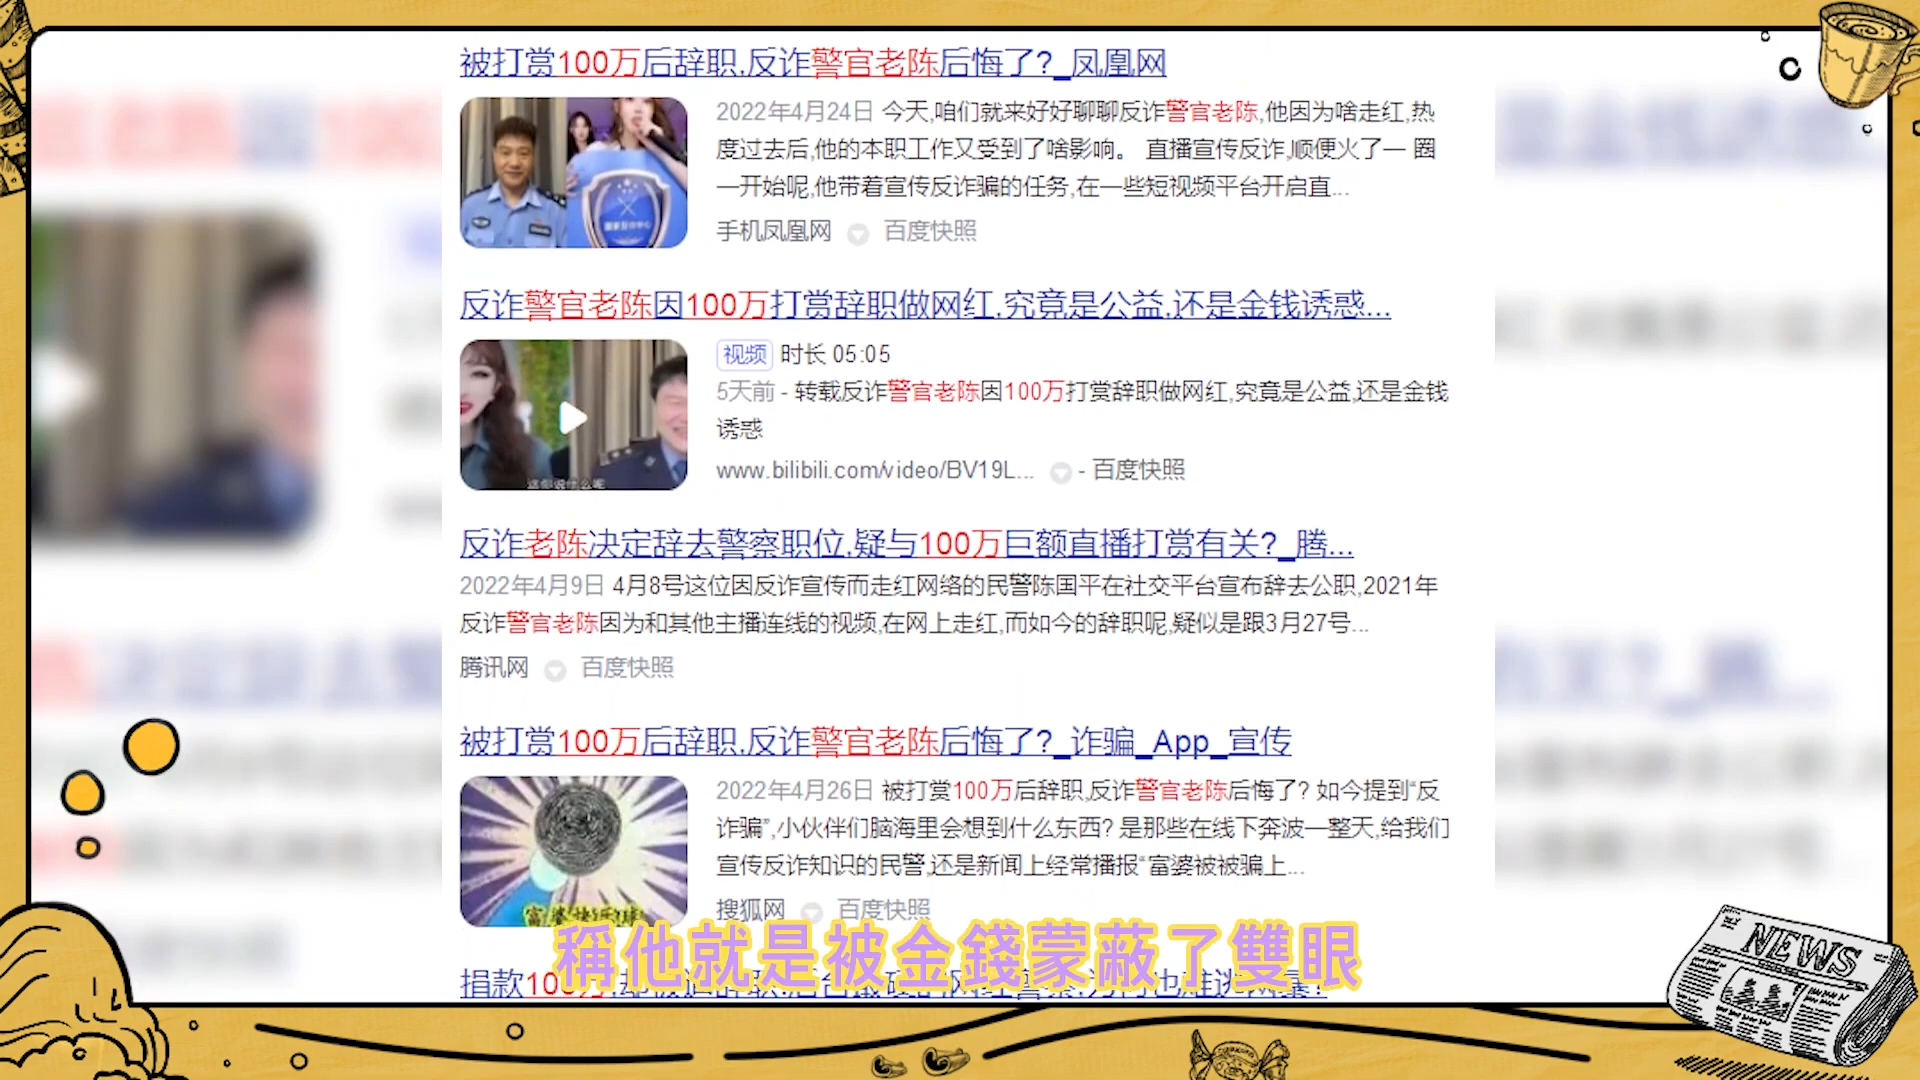 被打赏100万后辞职,反诈警官老陈后悔了?_凤凰网
2022年4月24日 今天,咱们就来好好聊聊反诈警官老陈,他因为啥走红,热
度过去后,他的本职工作又受到了啥影响。 直播宣传反诈,顺便火了一 圈
一开始呢,他带着宣传反诈骗的任务,在一些短视频平台开启直...
手机凤凰网 百度快照
反诈警官老陈因100万打赏辞职做网红,究竟是公益,还是金钱诱惑...
视频 时长 05:05
5天前 - 转载反诈警官老陈因100万打赏辞职做网红,究竟是公益,还是金钱
诱惑
www.bilibili.com/video/BV19L... - 百度快照
反诈老陈决定辞去警察职位,疑与100万巨额直播打赏有关?_腾...
2022年4月9日 4月8号这位因反诈宣传而走红网络的民警陈国平在社交平台宣布辞去公职,2021年
反诈警官老陈因为和其他主播连线的视频,在网上走红,而如今的辞职呢,疑似是跟3月27号...
腾讯网 百度快照
被打赏100万后辞职,反诈警官老陈后悔了?_诈骗_App_宣传
2022年4月26日 被打赏100万后辞职,反诈警官老陈后悔了? 如今提到“反
诈骗”,小伙伴们脑海里会想到什么东西? 是那些在线下奔波一整天,给我们
宣传反诈知识的民警,还是新闻上经常播报“富婆被被骗上...
富婆快乐球
搜狐网 百度快照
稱他就是被金錢蒙蔽了雙眼
捐款100万
NEWS